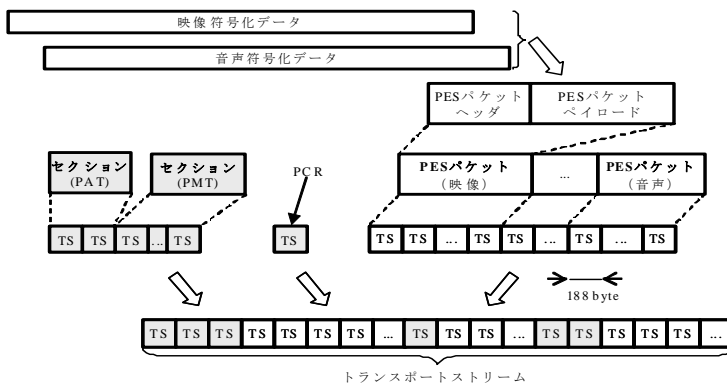 映像符号化データ
音声符号化データ
PESパケット
ヘッダ
PESパケット
ペイロード
セクション
(PAT)
セクション
(PMT)
PCR
PESパケット
(映像)
...
PESパケット
(音声)
TS TS TS ... TS
TS
TS TS ... TS TS ... TS ... TS
188 byte
TS TS TS TS TS TS TS ... TS TS TS ... TS TS TS TS TS ...
トランスポートストリーム